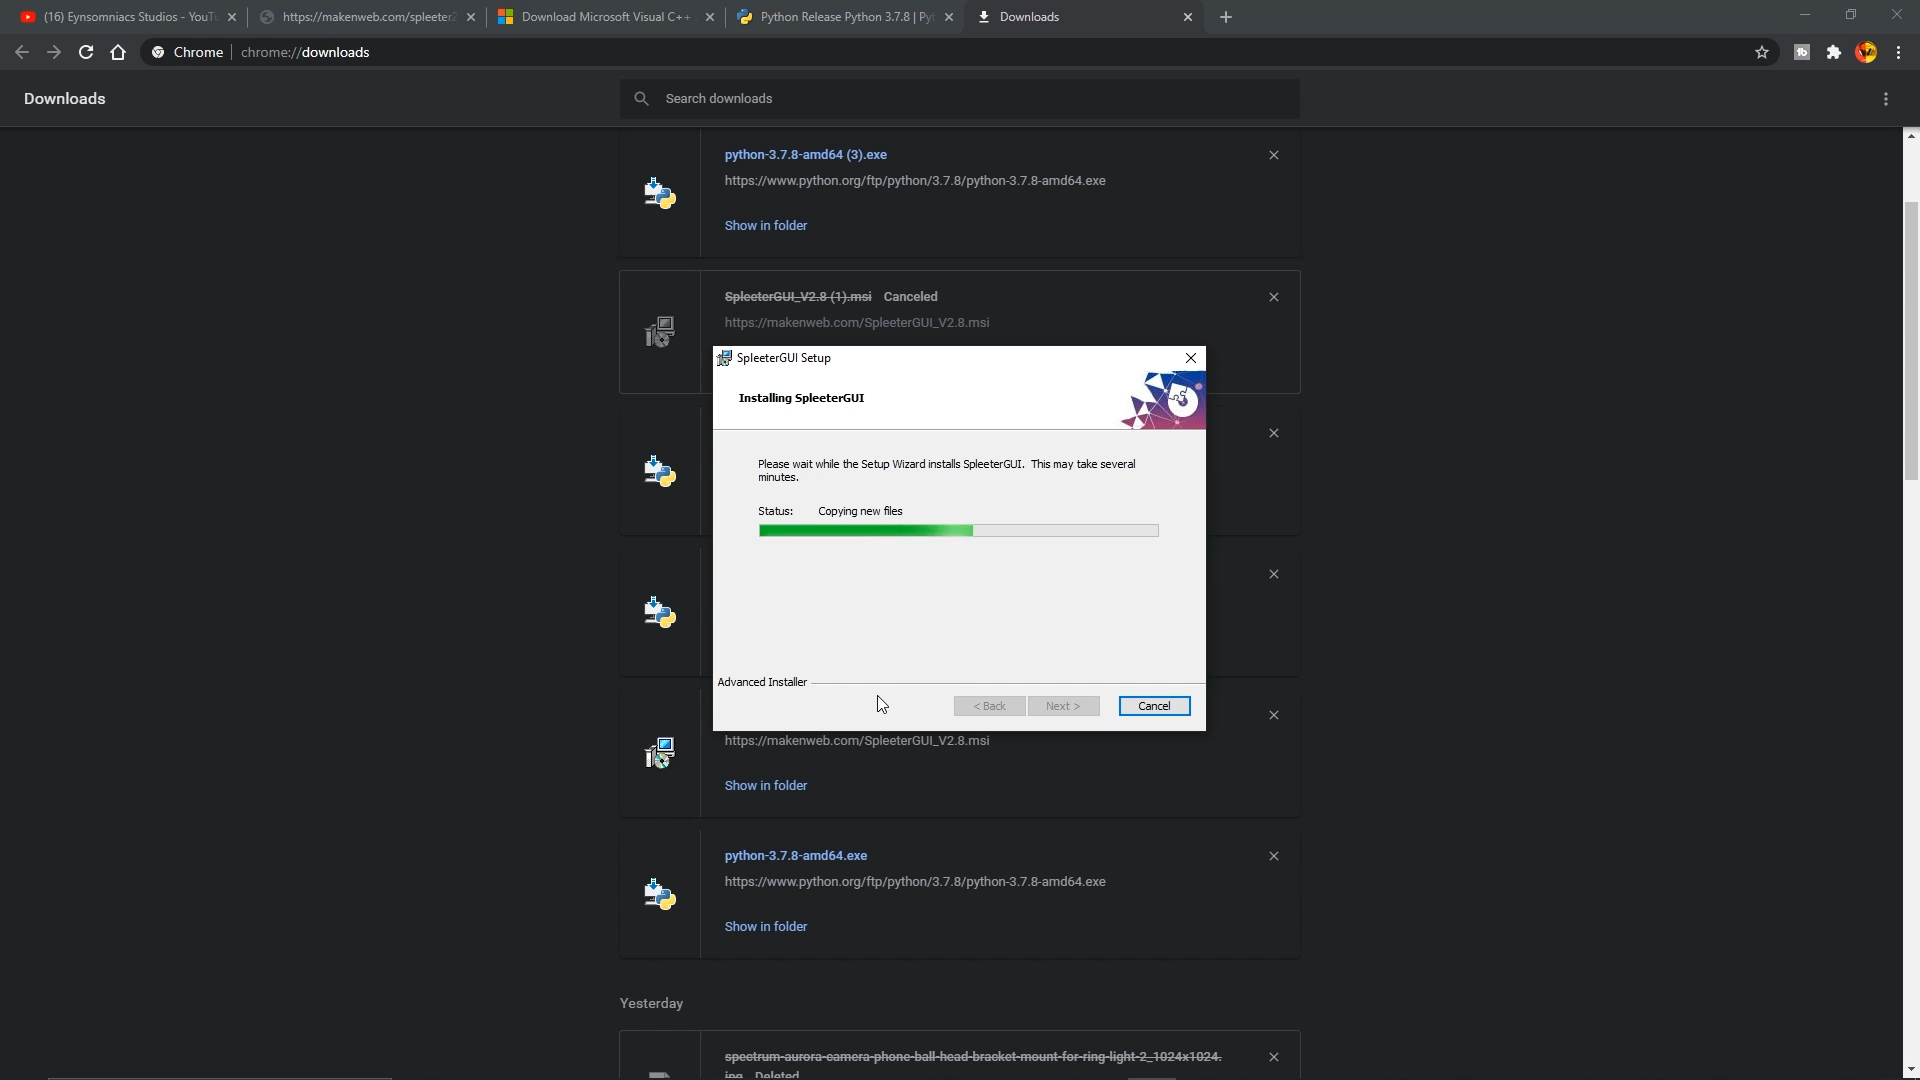 (16) Eynsomniacs Studios - YouT
https://makenweb.com/spleeter2
Download Microsoft Visual C++
Python Release Python 3.7.8 | Pyt
Downloads
Chrome
chrome://downloads
Downloads
Search downloads
python-3.7.8-amd64 (3).exe
https://www.python.org/ftp/python/3.7.8/python-3.7.8-amd64.exe
Show in folder
SpleeterGUI_V2.8 (1).msi Canceled
https://makenweb.com/SpleeterGUI_V2.8.msi
SpleeterGUI Setup
Installing SpleeterGUI
Please wait while the Setup Wizard installs SpleeterGUI. This may take several
minutes.
Status: Copying new files
Advanced Installer
< Back
Next >
Cancel
https://makenweb.com/SpleeterGUI_V2.8.msi
Show in folder
python-3.7.8-amd64.exe
https://www.python.org/ftp/python/3.7.8/python-3.7.8-amd64.exe
Show in folder
Yesterday
spectrum-aurora-camera-phone-ball-head-bracket-mount-for-ring-light-2_1024x1024.
jpg Deleted